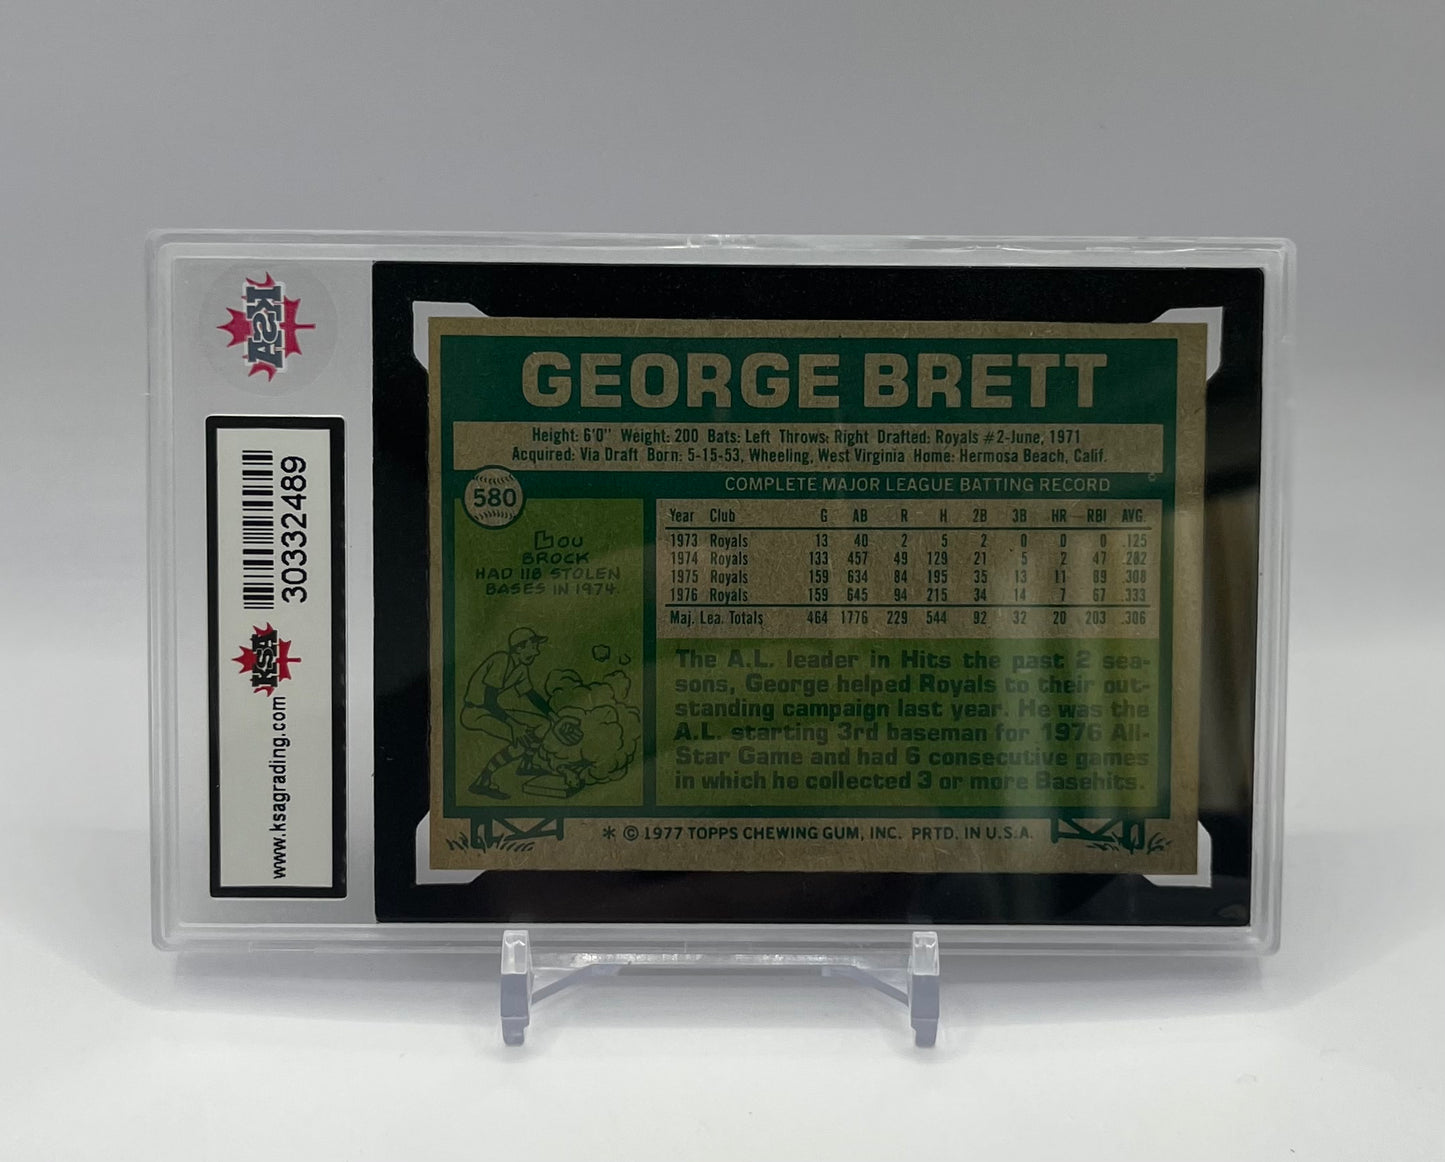 KSA
303332489
KSA
www.ksagrading.com
GEORGE BRETT
Height: 6'0" Weight: 200 Bats: Left Throws: Right Drafted: Royals #2-June, 1971
Acquired: Via Draft Born: 5-15-53, Wheeling, West Virginia Home: Hermosa Beach, Calif.
COMPLETE MAJOR LEAGUE BATTING RECORD
580
LOU
BROCK
HAD 118 STOLEN
BASES IN 1974.
Year Club G AB R H 2B 3B HR RBI AVG.
1973 Royals 13 40 2 5 2 0 0 0 .125
1974 Royals 133 457 49 129 21 5 2 47 .282
1975 Royals 159 634 84 195 35 13 11 89 .308
1976 Royals 159 645 94 215 34 14 7 67 .333
Maj. Lea. Totals 464 1776 229 544 92 32 20 203 .306
The A.L. leader in Hits the past 2 sea-
sons, George helped Royals to their out-
standing campaign last year. He was the
A.L. starting 3rd baseman for 1976 All-
Star Game and had 6 consecutive games
in which he collected 3 or more Basehits.
* © 1977 TOPPS CHEWING GUM, INC. PRTD. IN U.S.A.